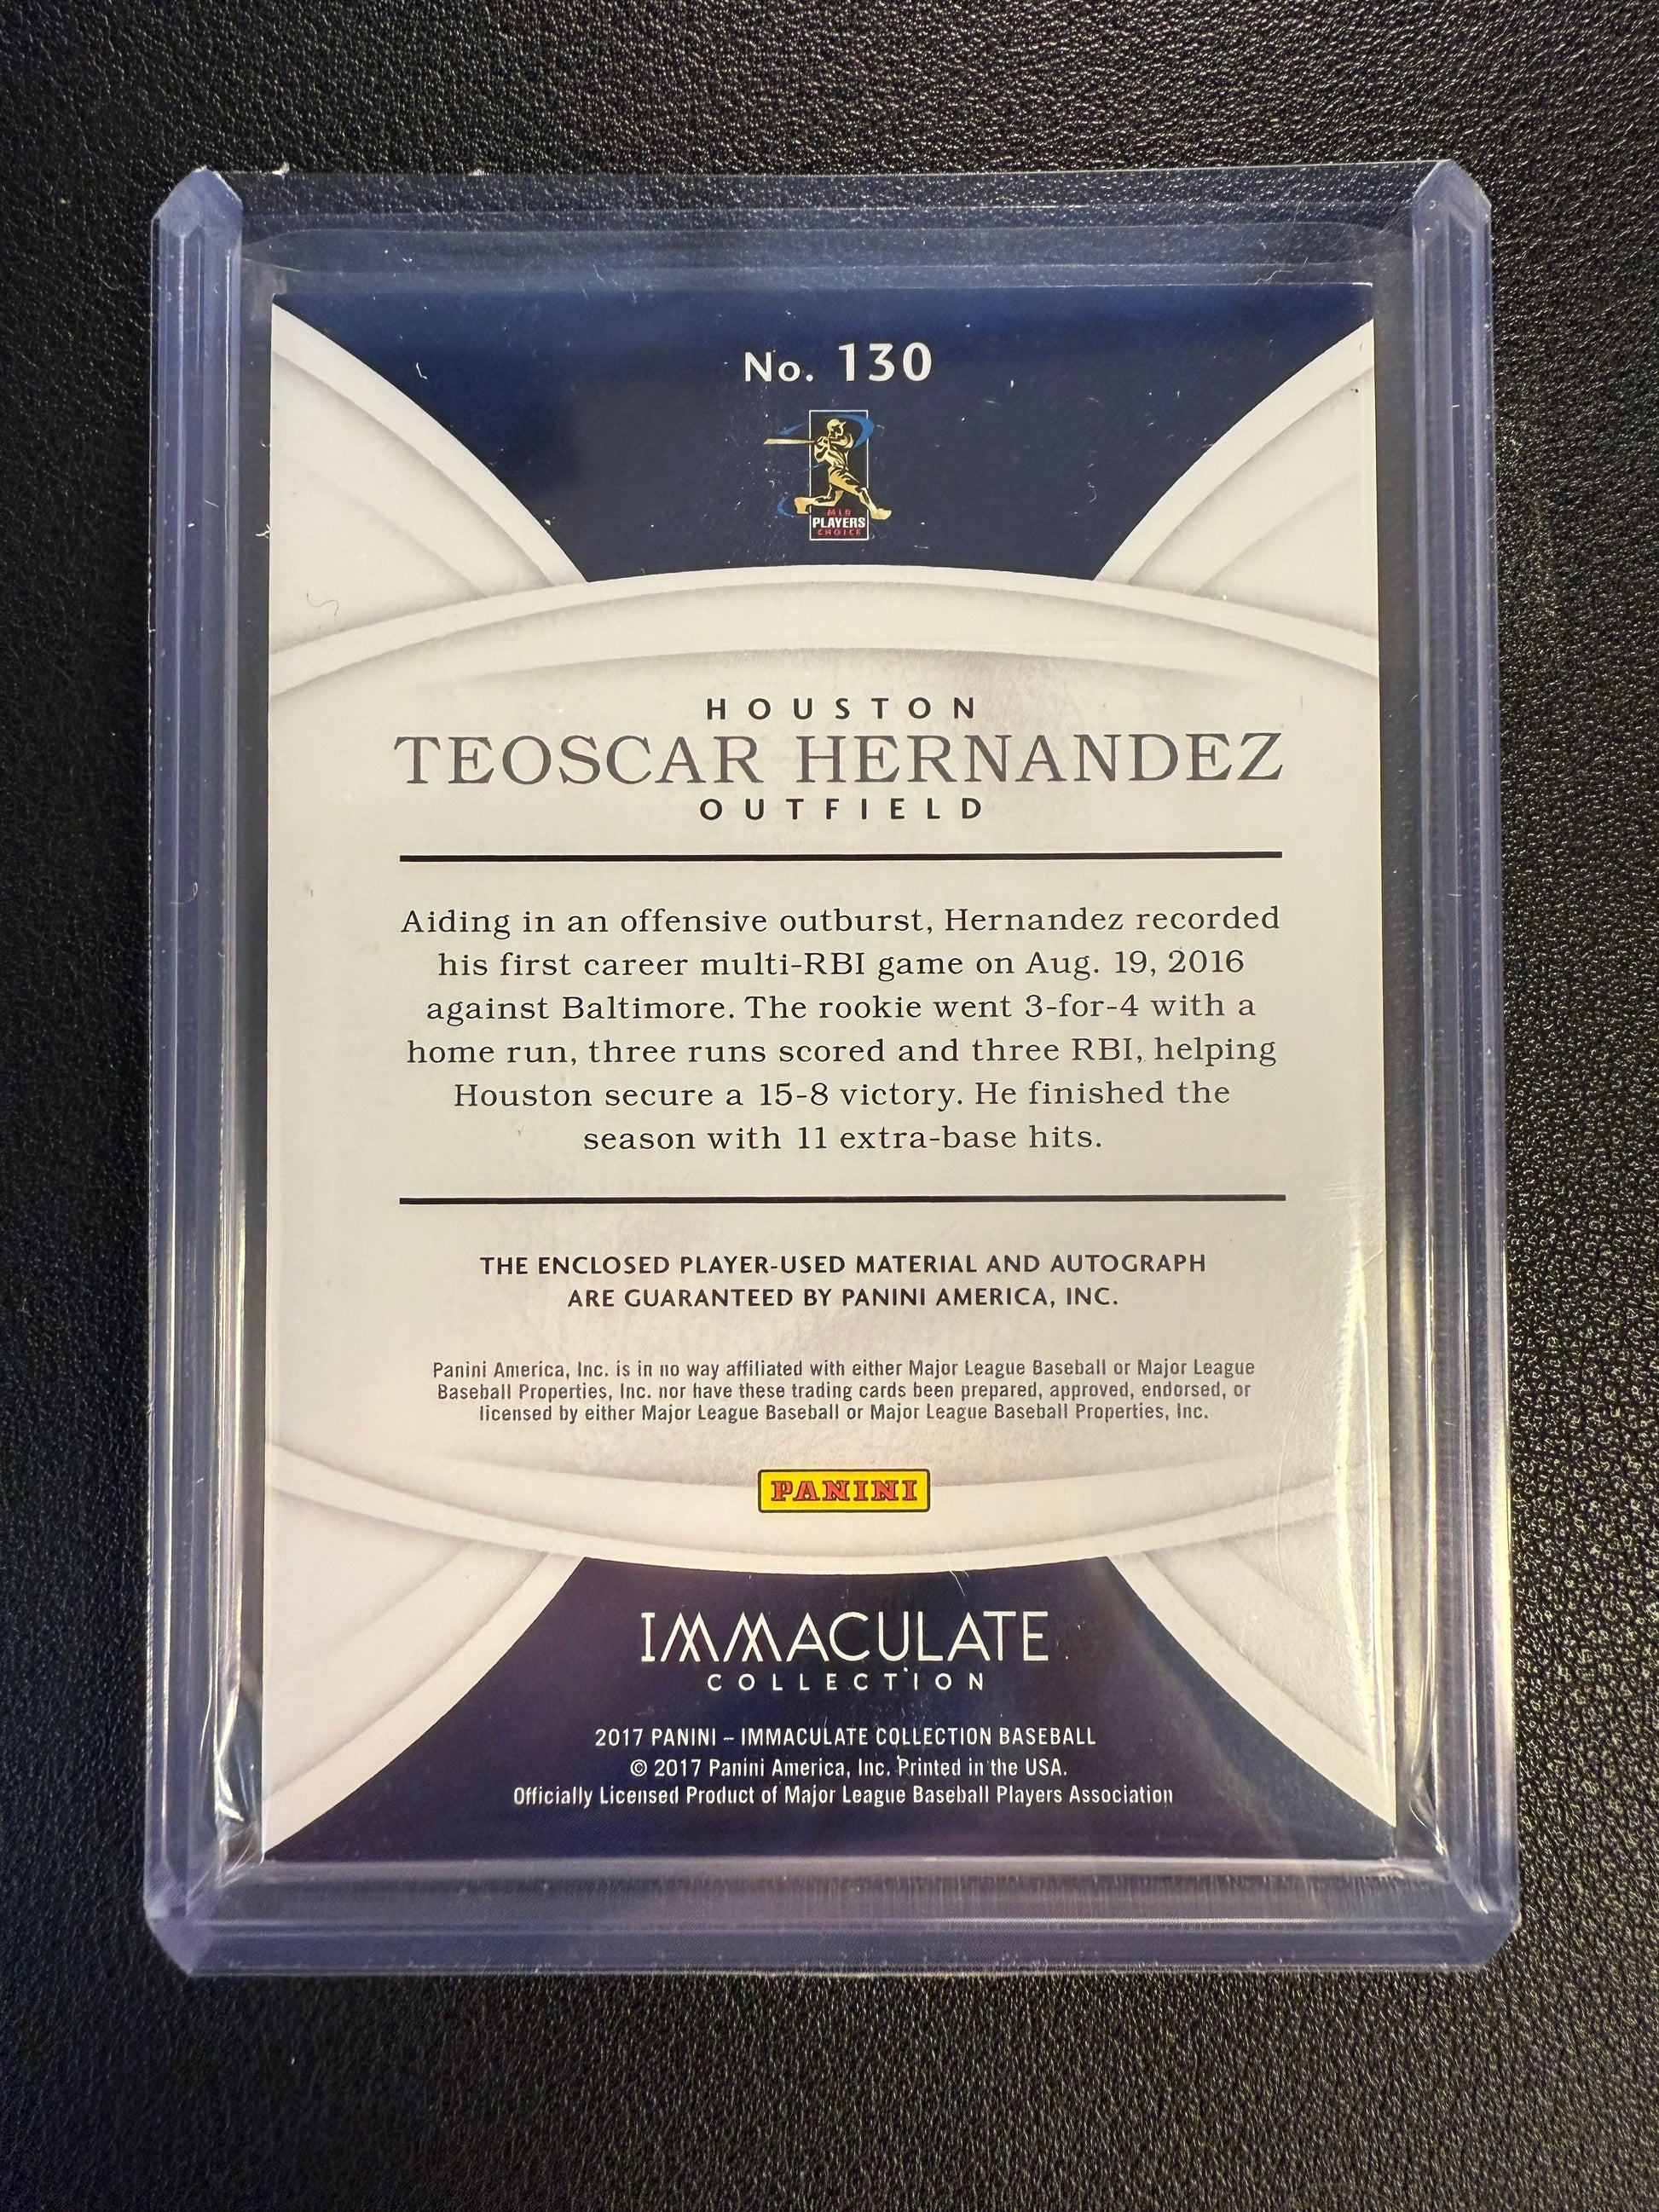 No. 130
MLB
PLAYERS
CHOICE
HOUSTON
TEOSCAR HERNANDEZ
OUTFIELD
Aiding in an offensive outburst, Hernandez recorded
his first career multi-RBI game on Aug. 19, 2016
against Baltimore. The rookie went 3-for-4 with a
home run, three runs scored and three RBI, helping
Houston secure a 15-8 victory. He finished the
season with 11 extra-base hits.
THE ENCLOSED PLAYER-USED MATERIAL AND AUTOGRAPH
ARE GUARANTEED BY PANINI AMERICA, INC.
Panini America, Inc. is in no way affiliated with either Major League Baseball or Major League
Baseball Properties, Inc. nor have these trading cards been prepared, approved, endorsed, or
licensed by either Major League Baseball or Major League Baseball Properties, Inc.
PANINI
IMMACULATE
COLLECTION
2017 PANINI – IMMACULATE COLLECTION BASEBALL
© 2017 Panini America, Inc. Printed in the USA.
Officially Licensed Product of Major League Baseball Players Association